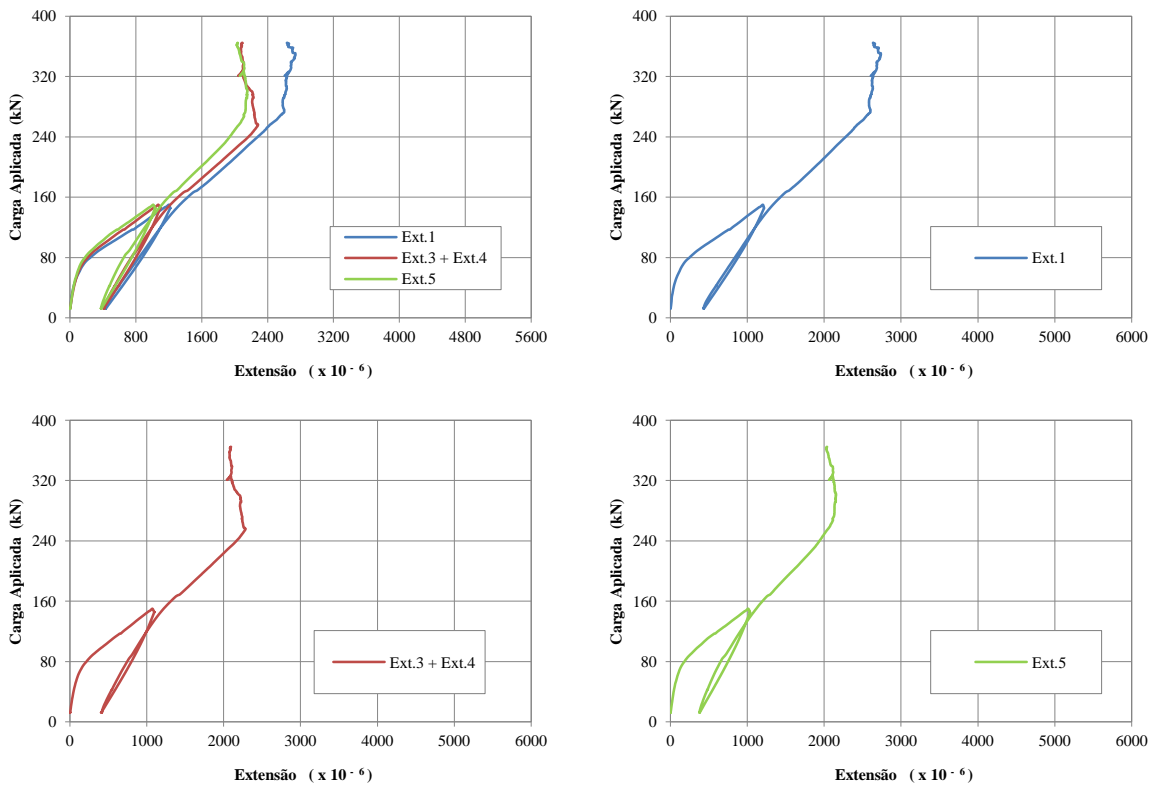 400
320
240
160
80
0
Carga Aplicada (kN)
0 800 1600 2400 3200 4000 4800 5600
Extensão ( x 10 - 6 )
Ext.1
Ext.3 + Ext.4
Ext.5
400
320
240
160
80
0
Carga Aplicada (kN)
0 1000 2000 3000 4000 5000 6000
Extensão ( x 10 - 6 )
Ext.1
400
320
240
160
80
0
Carga Aplicada (kN)
0 1000 2000 3000 4000 5000 6000
Extensão ( x 10 - 6 )
Ext.3 + Ext.4
400
320
240
160
80
0
Carga Aplicada (kN)
0 1000 2000 3000 4000 5000 6000
Extensão ( x 10 - 6 )
Ext.5